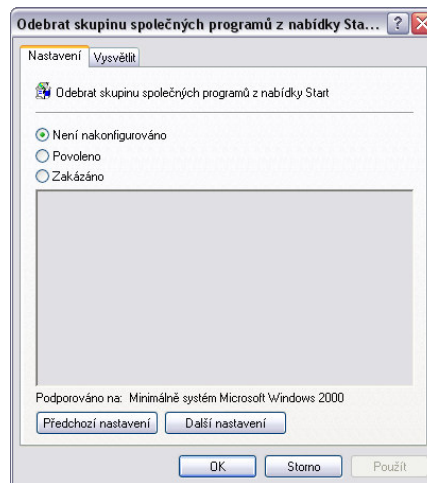 Odebrat skupinu společných programů z nabídky Sta...
Nastavení Vysvětlit
Odebrat skupinu společných programů z nabídky Start
Není nakonfigurováno
Povoleno
Zakázáno
Podporováno na: Minimálně systém Microsoft Windows 2000
Předchozí nastavení Další nastavení
OK Storno Použít